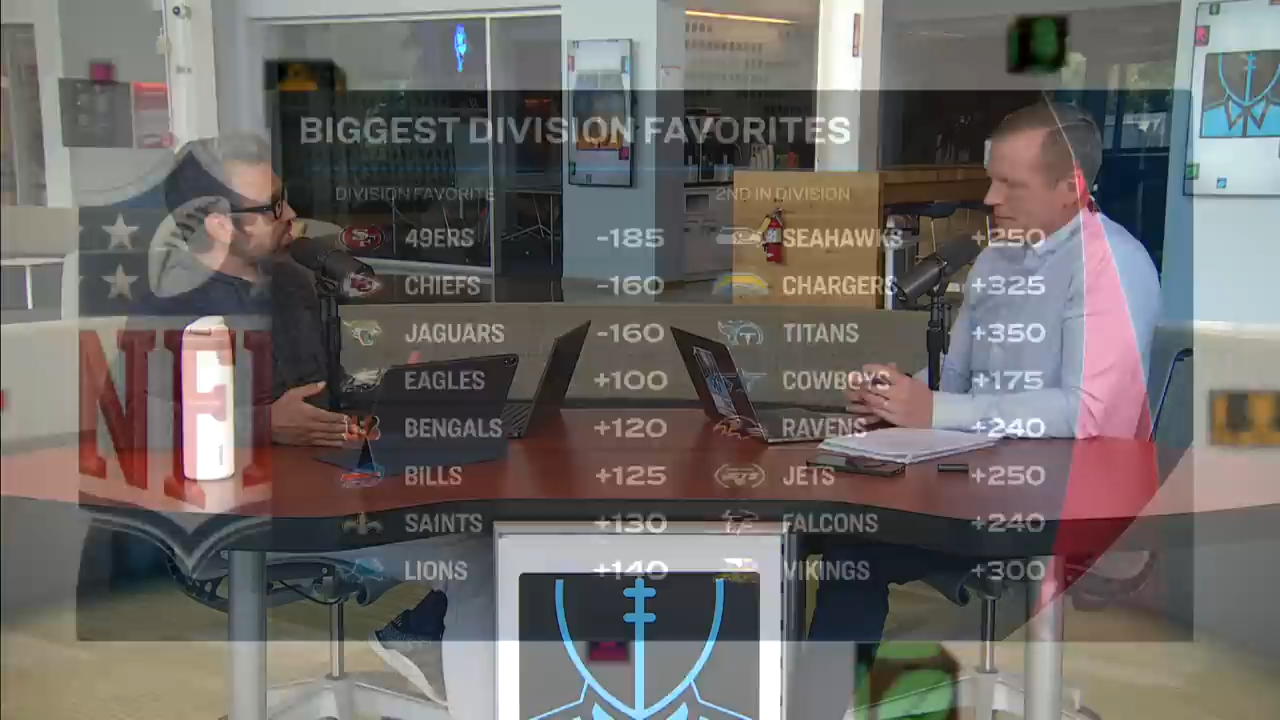 BIGGEST DIVISION FAVORITES
DIVISION FAVORITE 2ND IN DIVISION
49ERS -185 SEAHAWKS +250
CHIEFS -160 CHARGERS +325
JAGUARS -160 TITANS +350
EAGLES +100 COWBOYS +175
BENGALS +120 RAVENS +240
BILLS +125 JETS +250
SAINTS +130 FALCONS +240
LIONS +140 VIKINGS +300
NFL